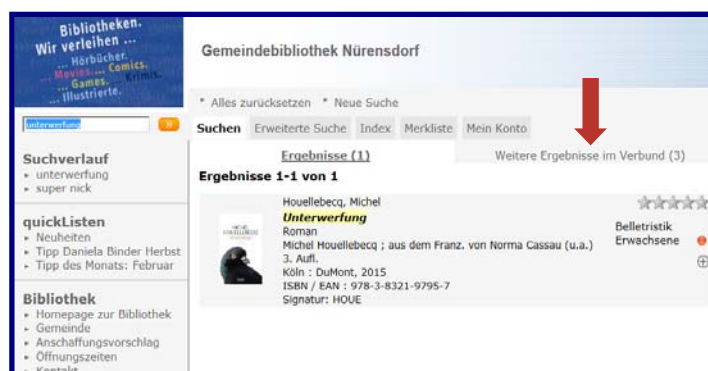 Bibliotheken.
Wir verleihen ...
... Hörbücher.
... Movies. ... Comics.
... Games. ... Krimis.
... Illustrierte.
Gemeindebibliothek Nürensdorf
* Alles zurücksetzen * Neue Suche
unterwerfung
Suchen Erweiterte Suche Index Merkliste Mein Konto
Ergebnisse (1) Weitere Ergebnisse im Verbund (3)
Ergebnisse 1-1 von 1
Suchverlauf
unterwerfung
super nick
quickListen
Neuheiten
Tipp Daniela Binder Herbst
Tipp des Monats: Februar
Bibliothek
Homepage zur Bibliothek
Gemeinde
Anschaffungsvorschlag
Öffnungszeiten
Kontakt
Houellebecq, Michel
Unterwerfung
Roman
Michel Houellebecq ; aus dem Franz. von Norma Cassau (u.a.)
3. Aufl.
Köln : DuMont, 2015
ISBN / EAN : 978-3-8321-9795-7
Signatur: HOUE
Belletristik
Erwachsene